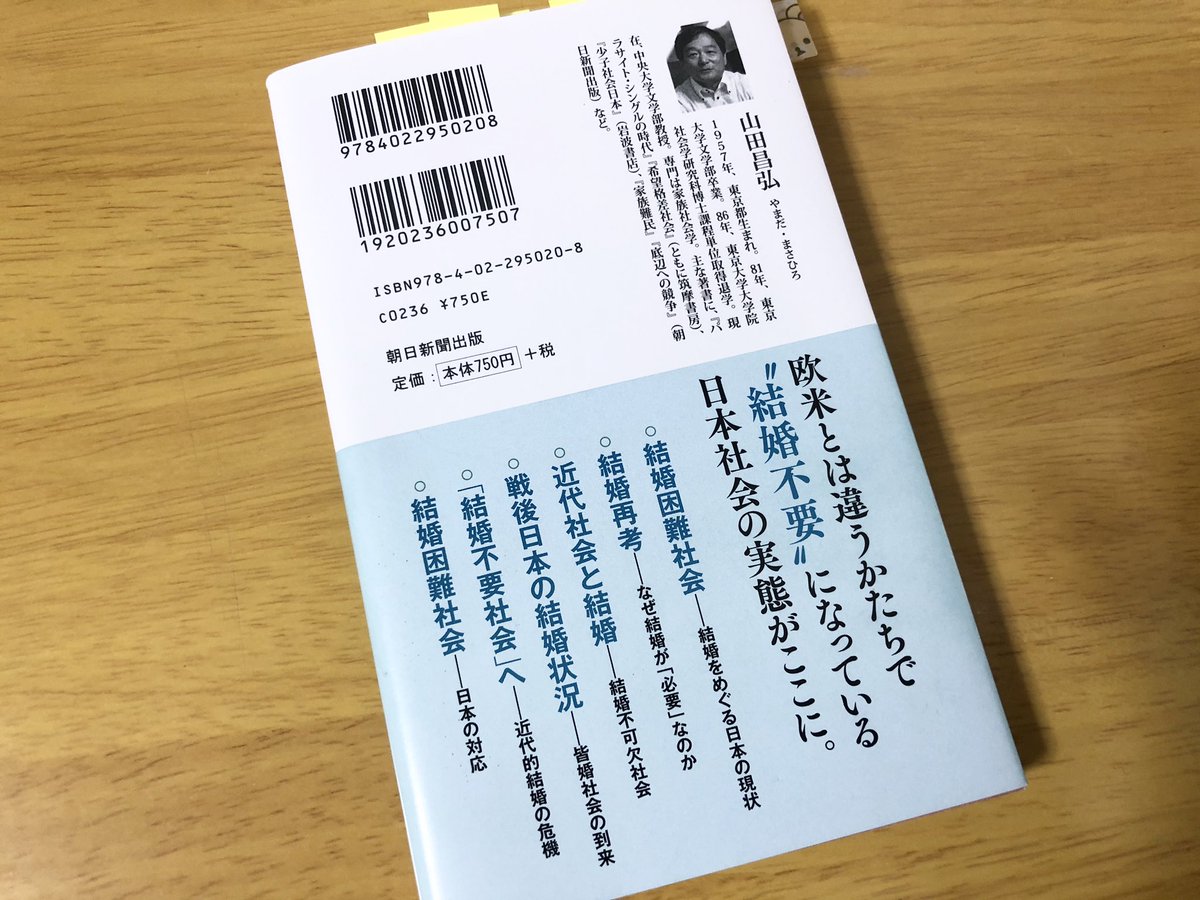 9784022950208
1920236007507
ISBN978-4-02-295020-8
C0236 ¥750E
朝日新聞出版
定価：本体750円＋税
山田昌弘 やまだ・まさひろ
1957年、東京都生まれ。81年、東京
大学文学部卒業。86年、東京大学大学院
社会学研究科博士課程単位取得退学。現
在、中央大学文学部教授。専門は家族社会学。主な著書に、『パ
ラサイト・シングルの時代』『希望格差社会』（ともに筑摩書房）、
『少子社会日本』（岩波書店）、『家族難民』『底辺への競争』（朝
日新聞出版）など。
欧米とは違うかたちで
〝結婚不要〟になっている
日本社会の実態がここに。
○結婚困難社会――結婚をめぐる日本の現状
○結婚再考――なぜ結婚が「必要」なのか
○近代社会と結婚――結婚不可欠社会
○戦後日本の結婚状況――皆婚社会の到来
○「結婚不要社会」へ――近代的結婚の危機
○結婚困難社会――日本の対応